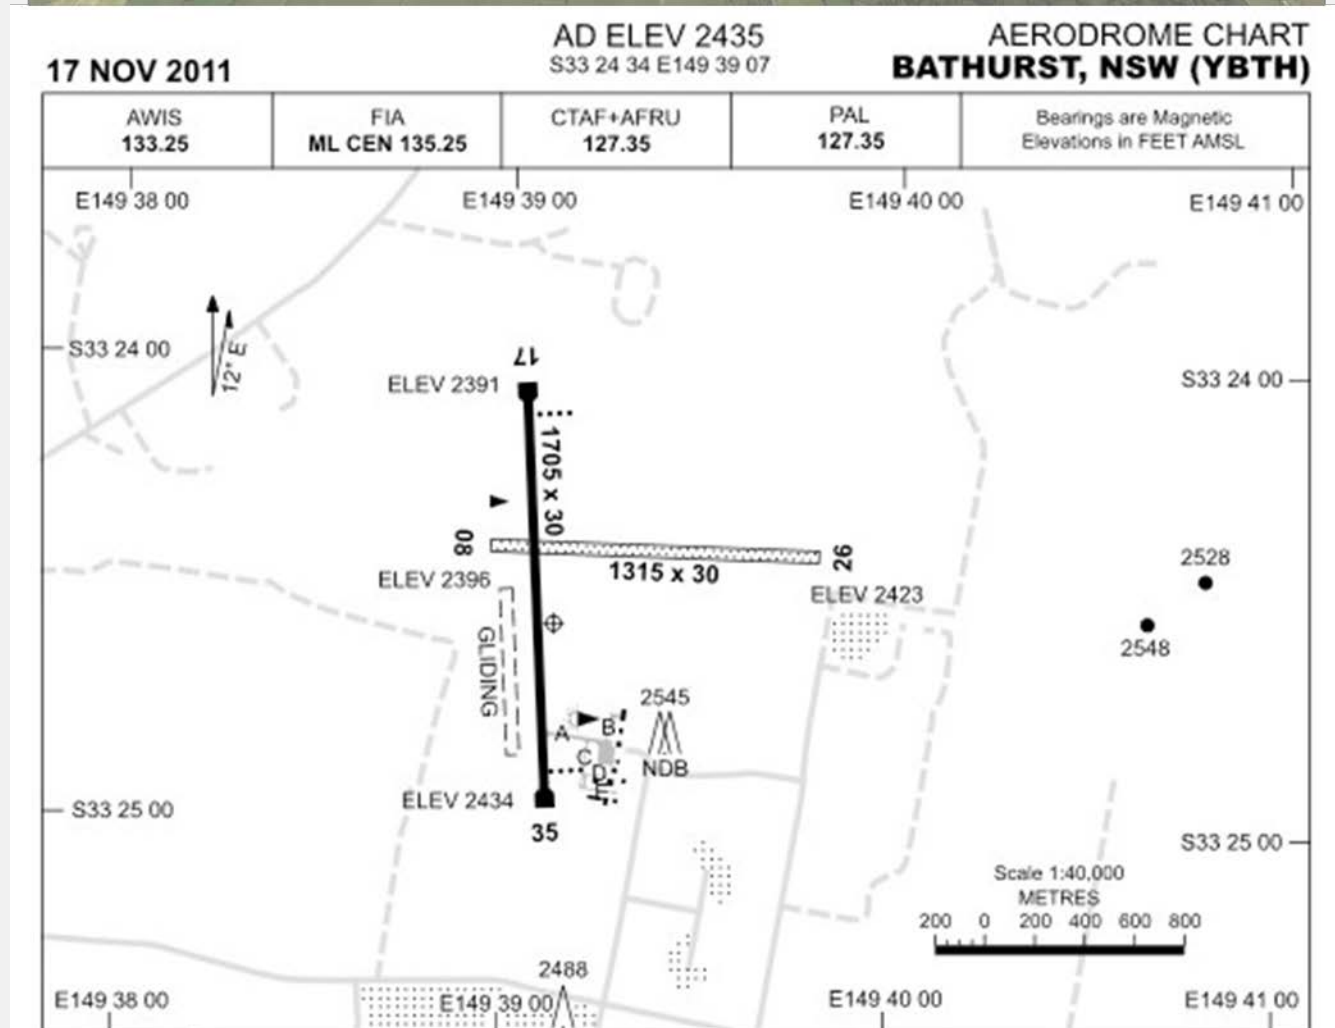 AD ELEV 2435
S33 24 34 E149 39 07
AERODROME CHART
17 NOV 2011
BATHURST, NSW (YBTH)
AWIS
133.25
FIA
ML CEN 135.25
CTAF+AFRU
127.35
PAL
127.35
Bearings are Magnetic
Elevations in FEET AMSL
E149 38 00
E149 39 00
E149 40 00
E149 41 00
S33 24 00
12° E
17
ELEV 2391
S33 24 00
1705 x 30
08
26
ELEV 2396
1315 x 30
ELEV 2423
2528
2548
GLIDING
2545
A
B
C
D
NDB
ELEV 2434
35
S33 25 00
S33 25 00
Scale 1:40,000
METRES
200 0 200 400 600 800
2488
E149 38 00
E149 39 00
E149 40 00
E149 41 00